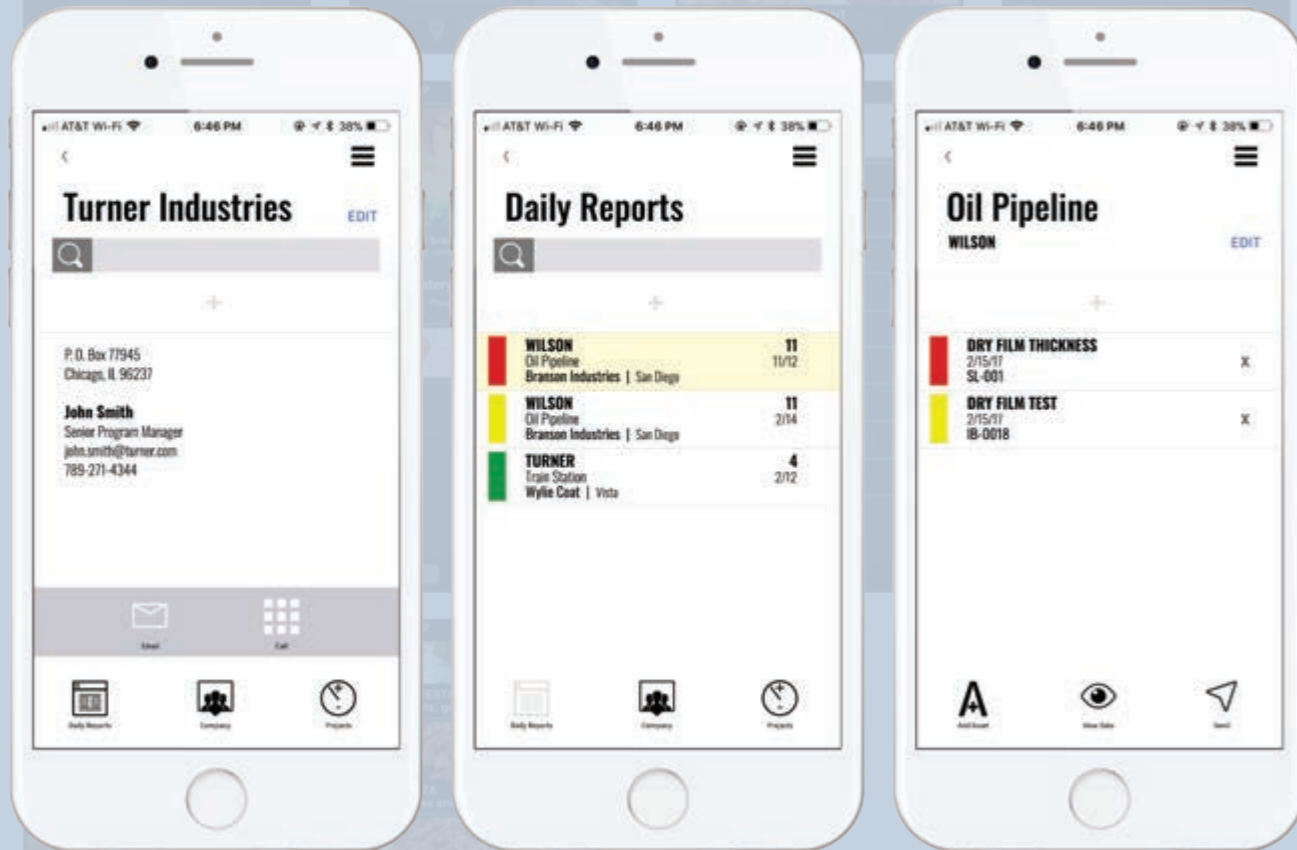 AT&T Wi-Fi 6:46 PM 38%
Turner Industries
EDIT
P. O. Box 77945
Chicago, IL 96237
John Smith
Senior Program Manager
john.smith@turner.com
789-271-4344
Email Call
Daily Reports Company Projects
AT&T Wi-Fi 6:46 PM 38%
Daily Reports
WILSON 11
Oil Pipeline 11/12
Branson Industries | San Diego
WILSON 11
Oil Pipeline 2/14
Branson Industries | San Diego
TURNER 4
Train Station 2/12
Wylie Coat | Vista
Daily Reports Company Projects
AT&T Wi-Fi 6:46 PM 38%
Oil Pipeline
WILSON
EDIT
DRY FILM THICKNESS
2/15/17 X
SL-001
DRY FILM TEST
2/15/17 X
IB-0018
Add Asset View Data Send